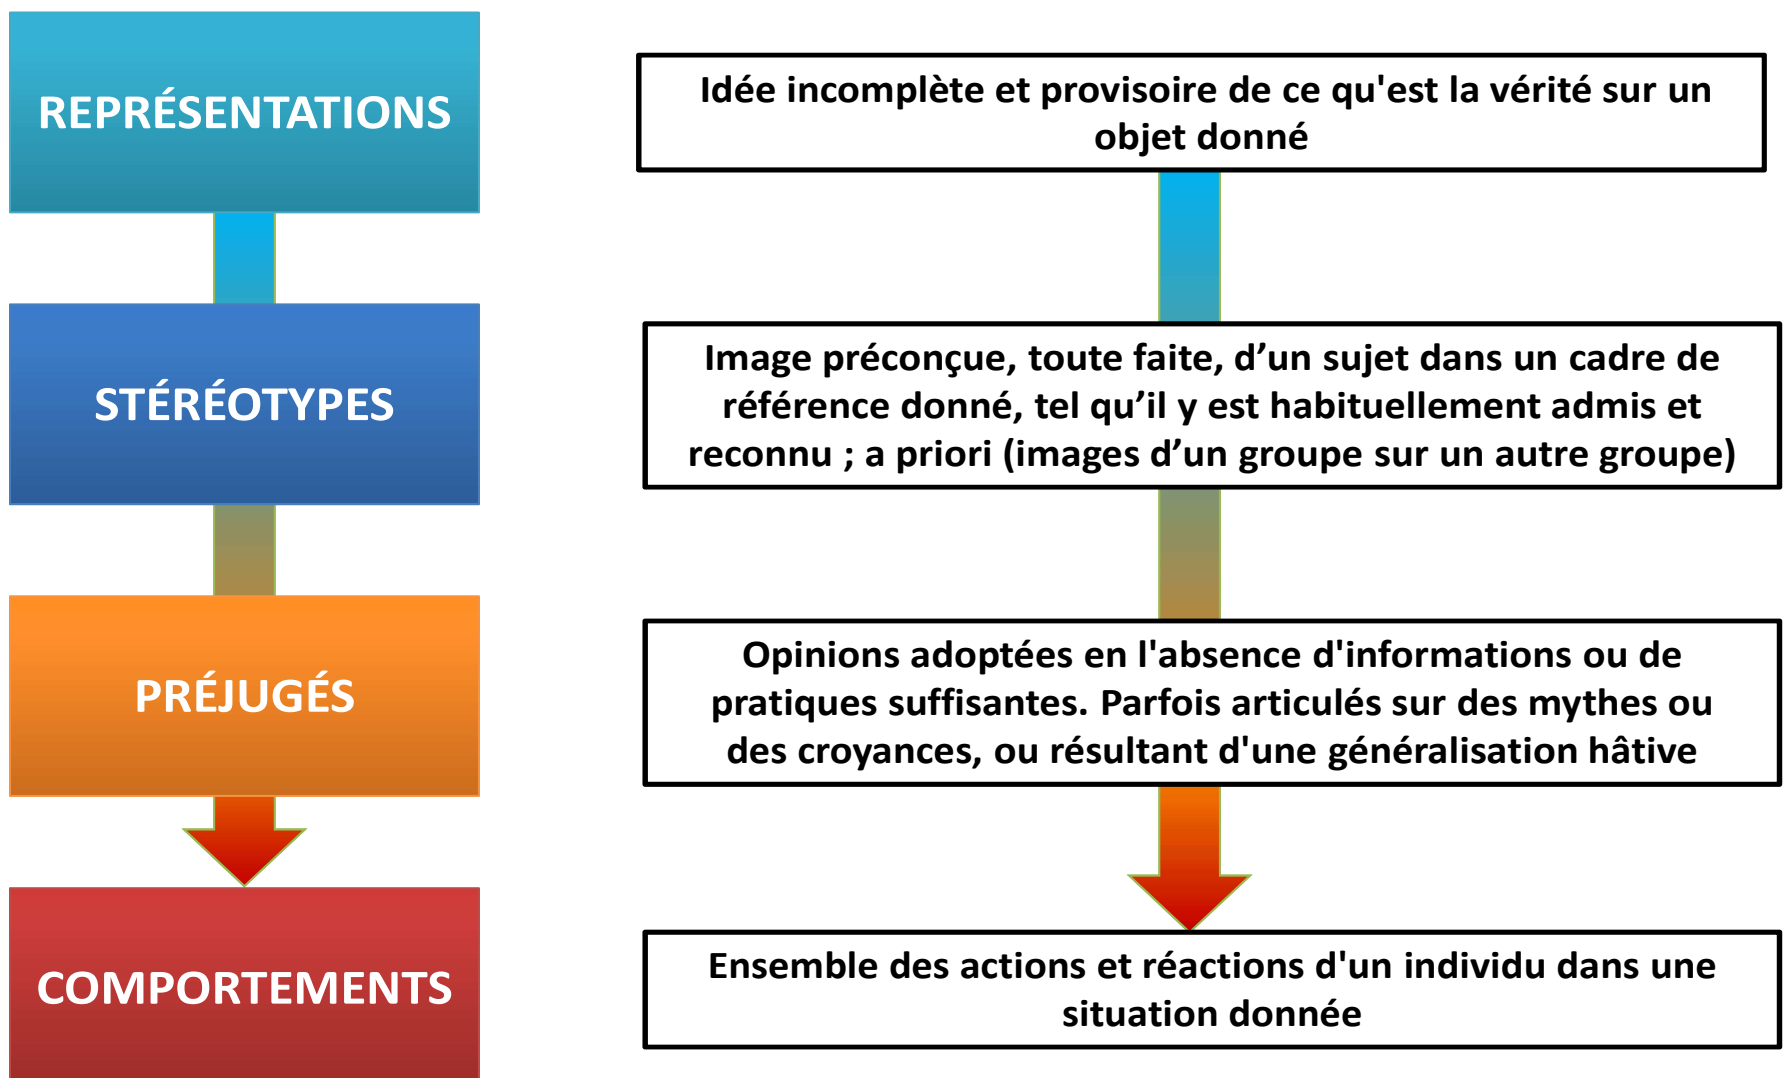 REPRÉSENTATIONS
Idée incomplète et provisoire de ce qu'est la vérité sur un
objet donné
STÉRÉOTYPES
Image préconçue, toute faite, d’un sujet dans un cadre de
référence donné, tel qu’il y est habituellement admis et
reconnu ; a priori (images d’un groupe sur un autre groupe)
PRÉJUGÉS
Opinions adoptées en l'absence d'informations ou de
pratiques suffisantes. Parfois articulés sur des mythes ou
des croyances, ou résultant d'une généralisation hâtive
COMPORTEMENTS
Ensemble des actions et réactions d'un individu dans une
situation donnée